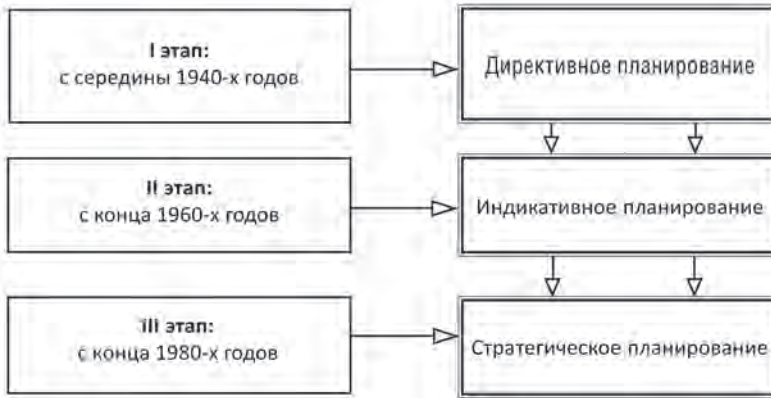 I этап:
с середины 1940-х годов
Директивное планирование
II этап:
с конца 1960-х годов
Индикативное планирование
III этап:
с конца 1980-х годов
Стратегическое планирование